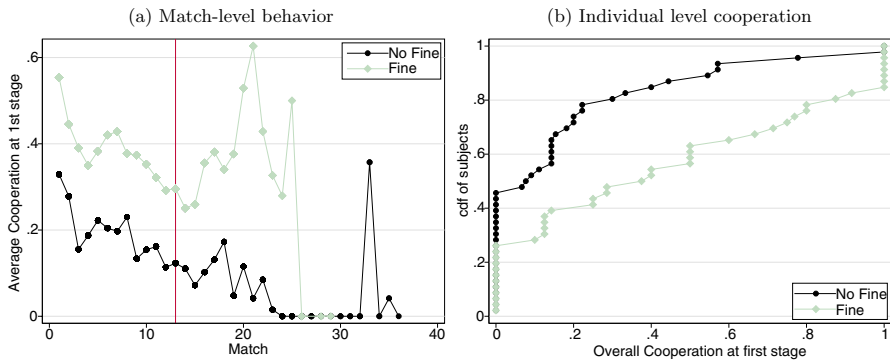 (a) Match-level behavior
Average Cooperation at 1st stage
.6
.4
.2
0
0
10
20
30
40
Match
No Fine
Fine
(b) Individual level cooperation
cdf of subjects
1
.8
.6
.4
.2
0
0
.2
.4
.6
.8
1
Overall Cooperation at first stage
No Fine
Fine